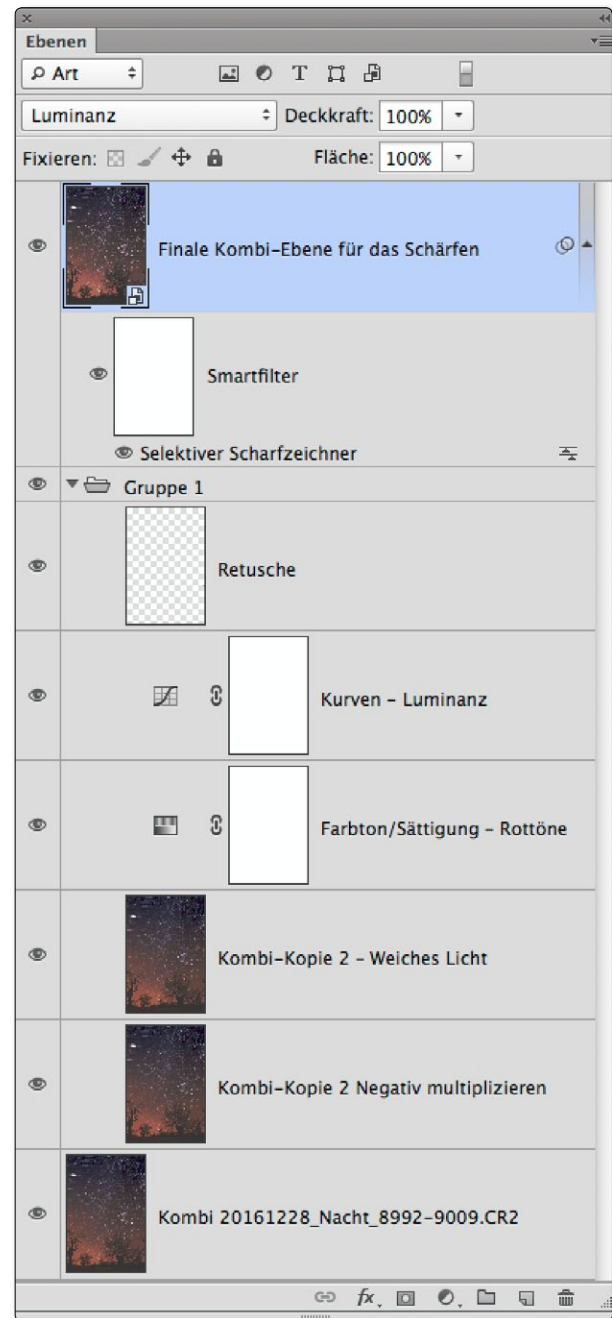 Ebenen
Art
T
Luminanz Deckkraft: 100%
Fixieren: Fläche: 100%
Finale Kombi-Ebene für das Schärfen
Smartfilter
Selektiver Scharfzeichner
Gruppe 1
Retusche
Kurven - Luminanz
Farbton/Sättigung - Rottöne
Kombi-Kopie 2 - Weiches Licht
Kombi-Kopie 2 Negativ multiplizieren
Kombi 20161228_Nacht_8992-9009.CR2
fx